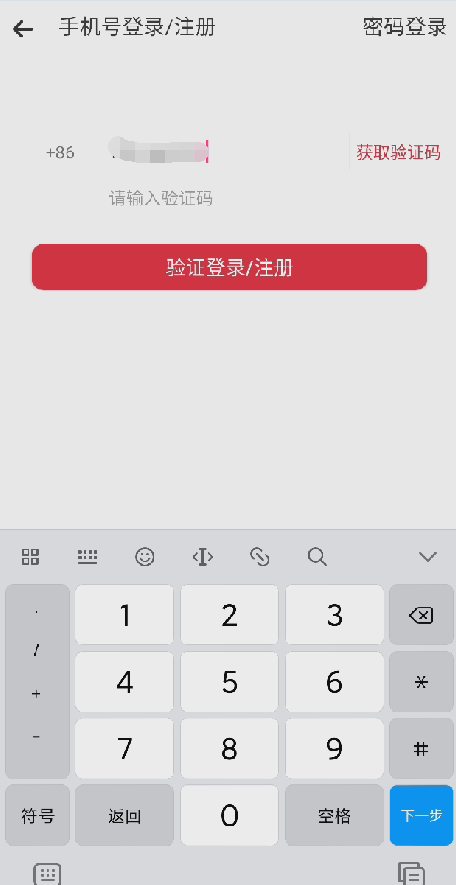 手机号登录/注册 密码登录
+86 获取验证码
请输入验证码
验证登录/注册
. 1 2 3
/ 4 5 6 *
+
- 7 8 9 #
符号 返回 0 空格 下一步